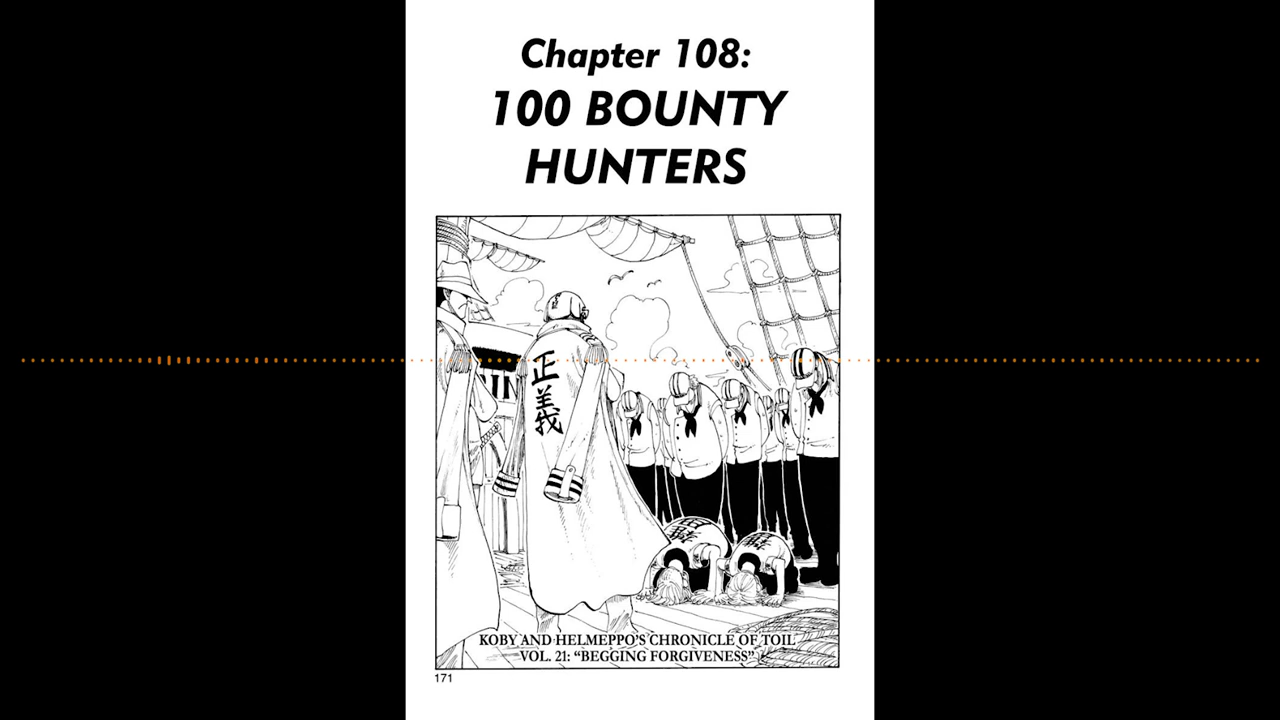 Chapter 108:
100 BOUNTY
HUNTERS
正
義
KOBY AND HELMEPPO'S CHRONICLE OF TOIL
VOL. 21: "BEGGING FORGIVENESS"
171